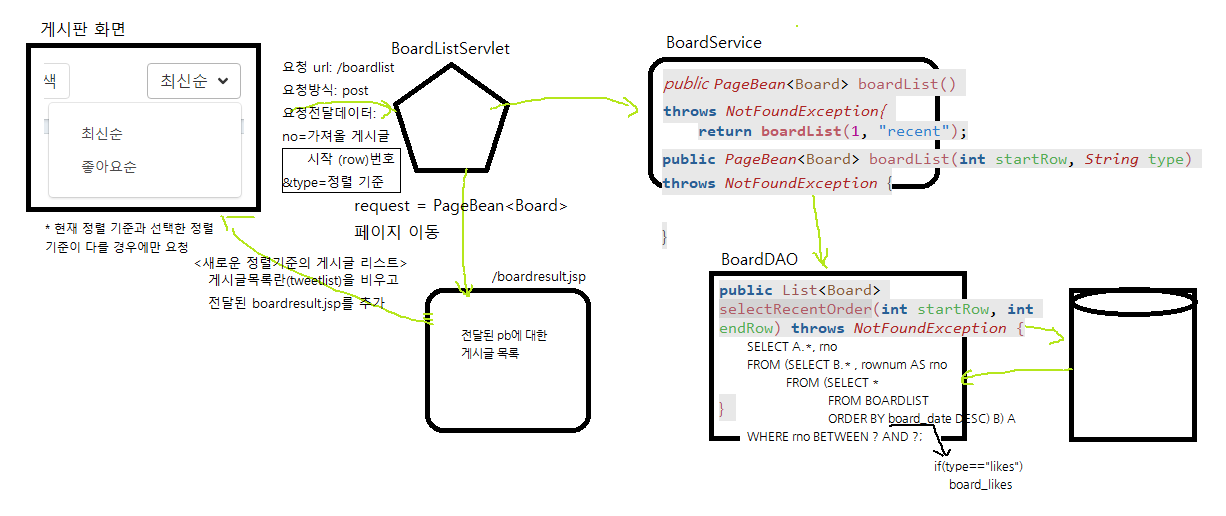 게시판 화면
색
최신순
최신순
좋아요순
* 현재 정렬 기준과 선택한 정렬
기준이 다를 경우에만 요청
요청 url: /boardlist
요청방식: post
요청전달데이터:
no=가져올 게시글
시작 (row)번호
&type=정렬 기준
BoardListServlet
request = PageBean<Board>
페이지 이동
<새로운 정렬기준의 게시글 리스트>
게시글목록란(tweetlist)을 비우고
전달된 boardresult.jsp를 추가
/boardresult.jsp
전달된 pb에 대한
게시글 목록
BoardService
public PageBean<Board> boardList()
throws NotFoundException{
return boardList(1, "recent");
public PageBean<Board> boardList(int startRow, String type)
throws NotFoundException {
}
BoardDAO
public List<Board>
selectRecentOrder(int startRow, int
endRow) throws NotFoundException {
SELECT A.*, rno
FROM (SELECT B.* , rownum AS rno
FROM (SELECT *
FROM BOARDLIST
}
ORDER BY board_date DESC) B) A
WHERE rno BETWEEN ? AND ?;
if(type=="likes")
board_likes